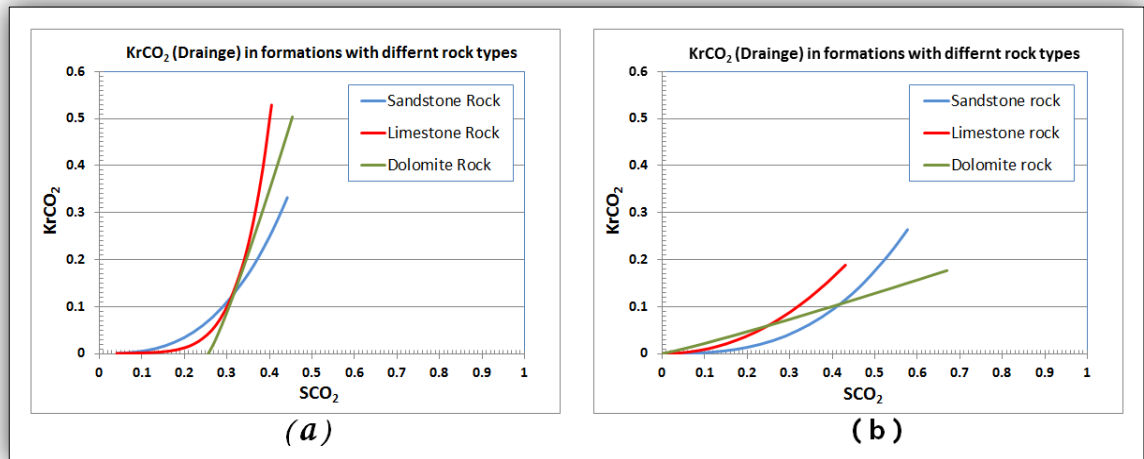 KrCO₂ (Drainge) in formations with differnt rock types
0.6
0.5
0.4
0.3
0.2
0.1
0
KrCO₂
Sandstone Rock
Limestone Rock
Dolomite Rock
0 0.1 0.2 0.3 0.4 0.5 0.6 0.7 0.8 0.9 1
SCO₂
(a)
KrCO₂ (Drainge) in formations with differnt rock types
0.6
0.5
0.4
0.3
0.2
0.1
0
KrCO₂
Sandstone rock
Limestone rock
Dolomite rock
0 0.1 0.2 0.3 0.4 0.5 0.6 0.7 0.8 0.9 1
SCO₂
(b)